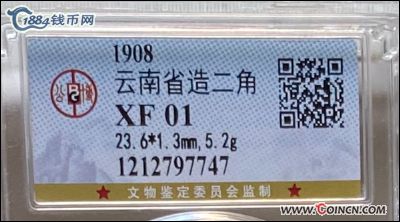 1884钱币网
1908
云南省造二角
XF 01
23.6*1.3mm,5.2g
1212797747
★ 文物鉴定委员会监制 ★
www.COINCN.com